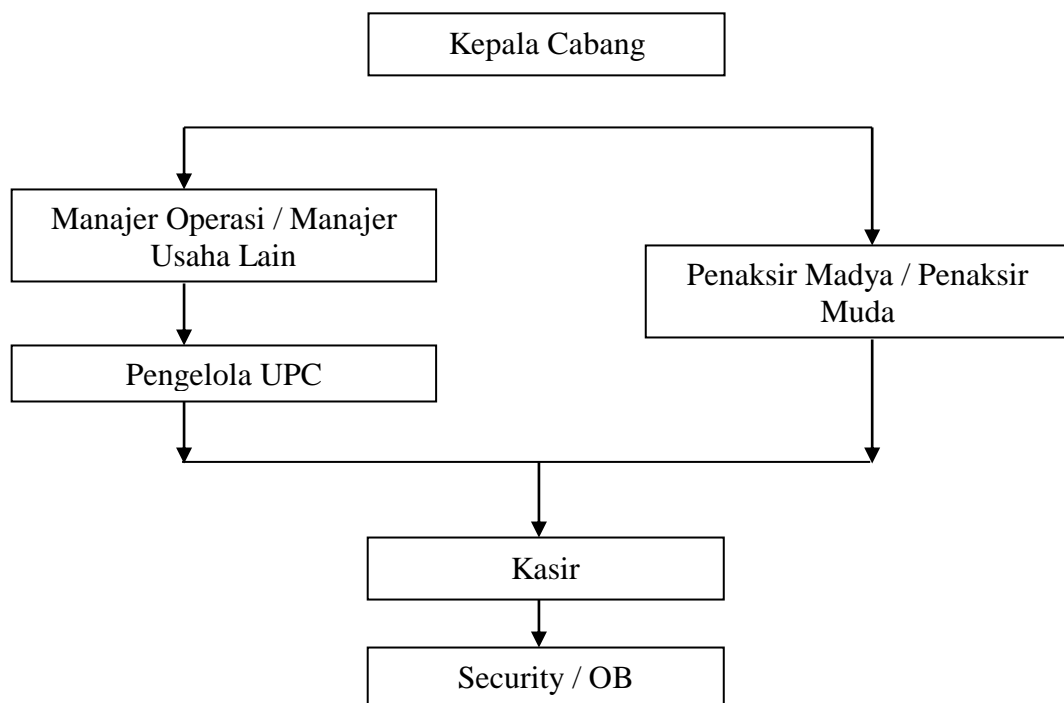 Kepala Cabang
Manajer Operasi / Manajer
Usaha Lain
Penaksir Madya / Penaksir
Muda
Pengelola UPC
Kasir
Security / OB